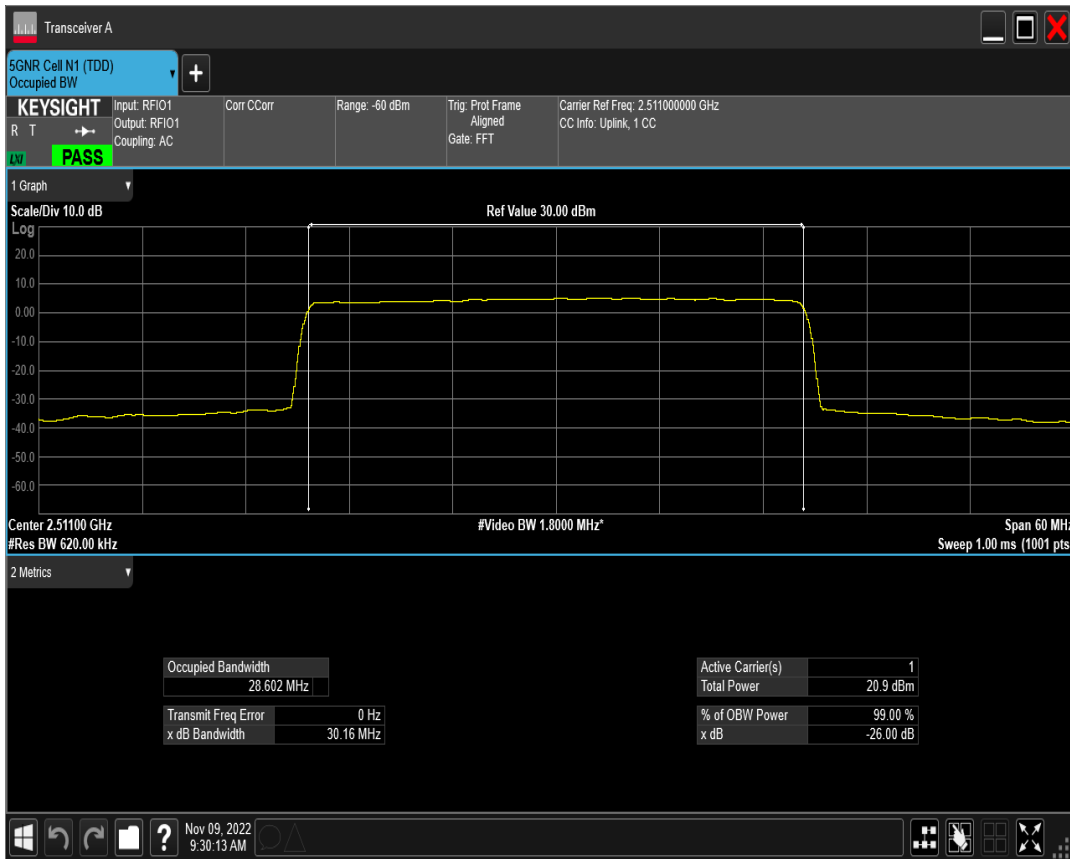 Transceiver A
5GNR Cell N1 (TDD)
Occupied BW
+
KEYSIGHT
R T
LXI
PASS
Input: RFIO1
Output: RFIO1
Coupling: AC
Corr CCorr
Range: -60 dBm
Trig: Prot Frame
Aligned
Gate: FFT
Carrier Ref Freq: 2.511000000 GHz
CC Info: Uplink, 1 CC
1 Graph
Scale/Div 10.0 dB
Ref Value 30.00 dBm
Log
20.0
10.0
0.00
-10.0
-20.0
-30.0
-40.0
-50.0
-60.0
Center 2.51100 GHz
#Video BW 1.8000 MHz*
Span 60 MHz
#Res BW 620.00 kHz
Sweep 1.00 ms (1001 pts
2 Metrics
Occupied Bandwidth
28.602 MHz
Transmit Freq Error 0 Hz
x dB Bandwidth 30.16 MHz
Active Carrier(s) 1
Total Power 20.9 dBm
% of OBW Power 99.00 %
x dB -26.00 dB
?
Nov 09, 2022
9:30:13 AM